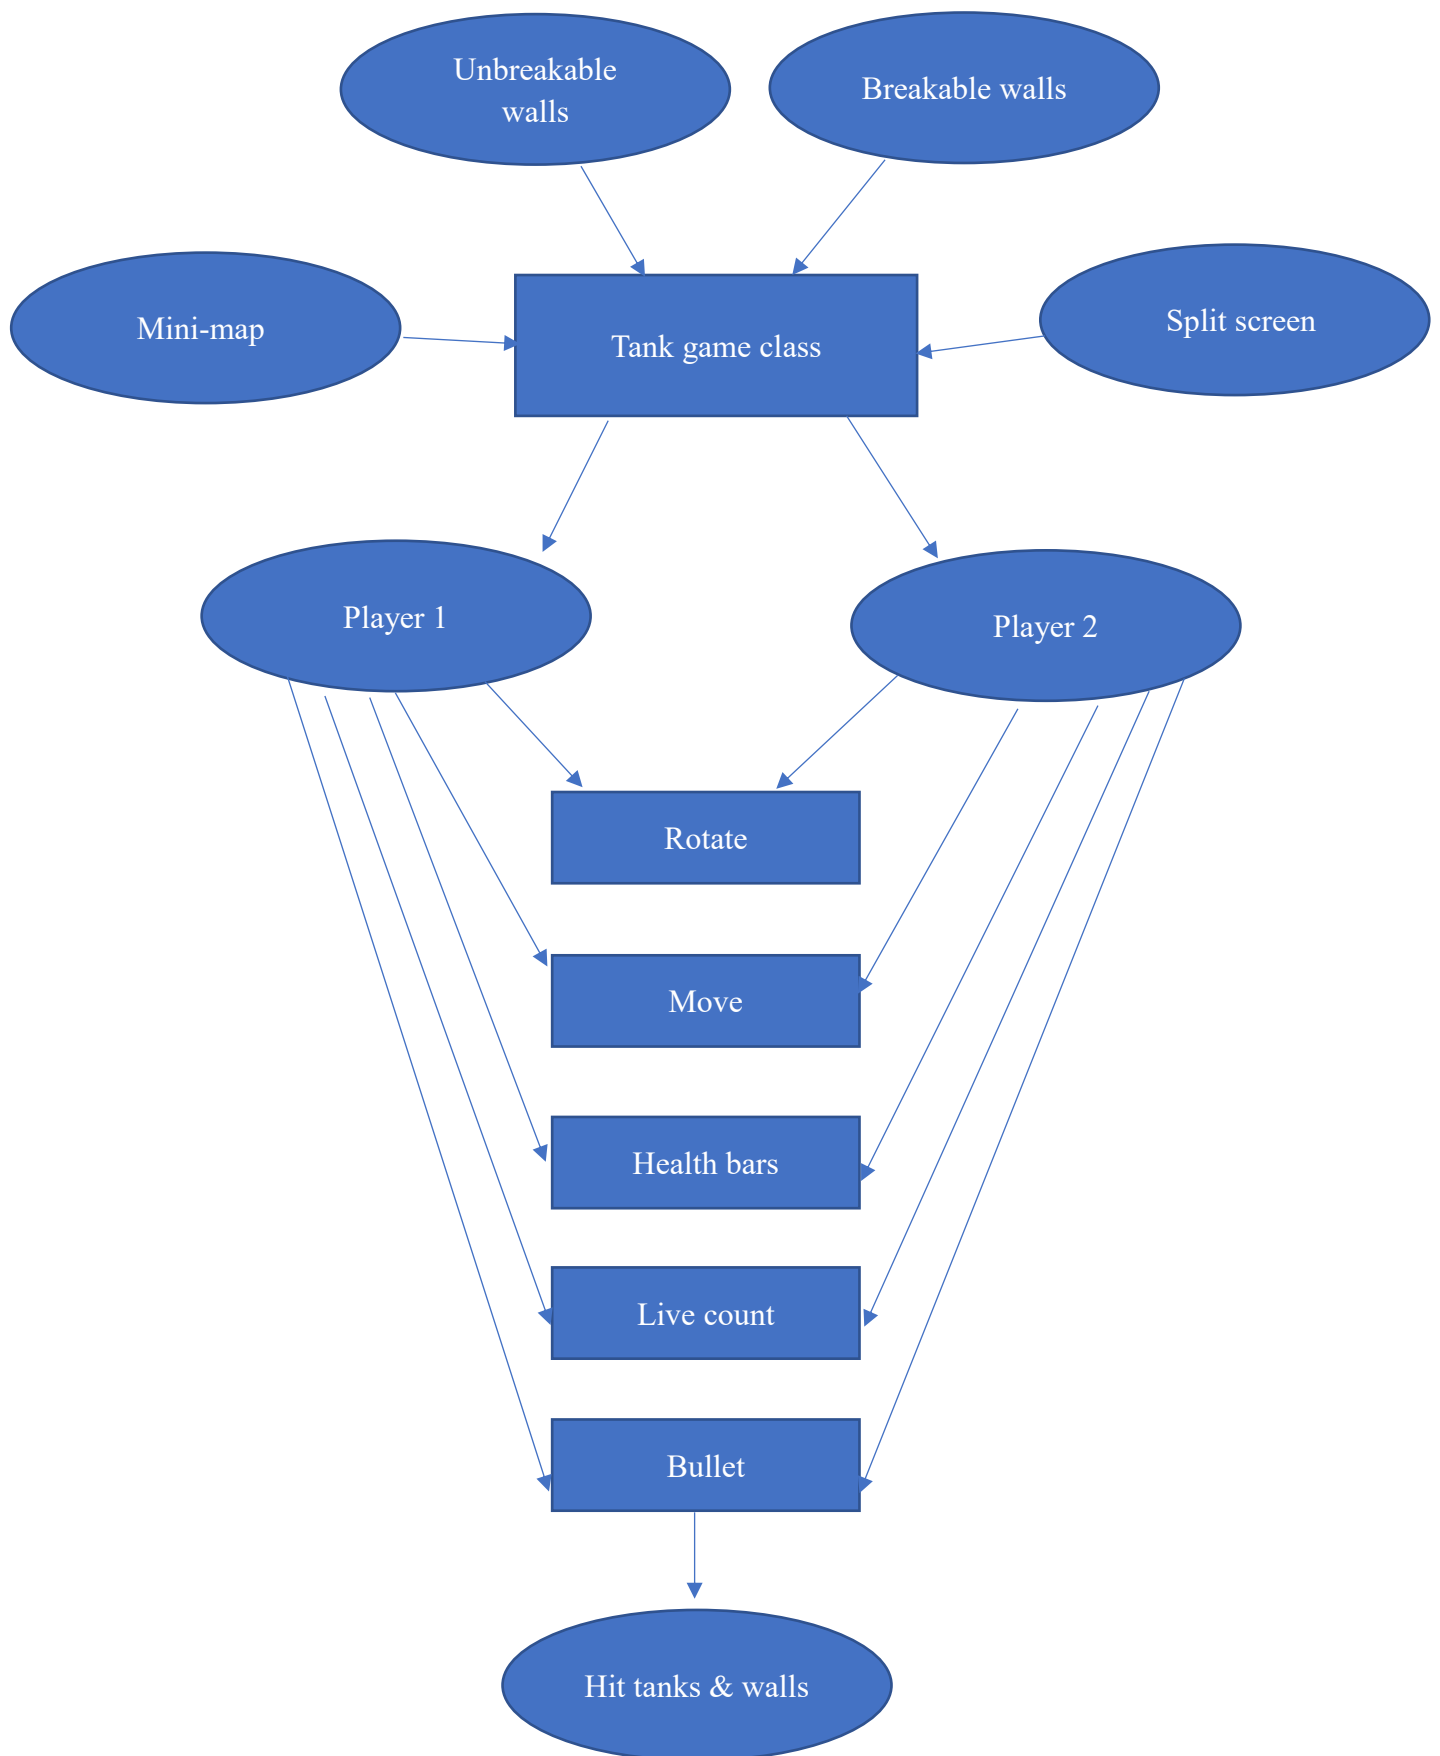 Unbreakable
walls
Breakable walls
Mini-map
Tank game class
Split screen
Player 1
Player 2
Rotate
Move
Health bars
Live count
Bullet
Hit tanks & walls